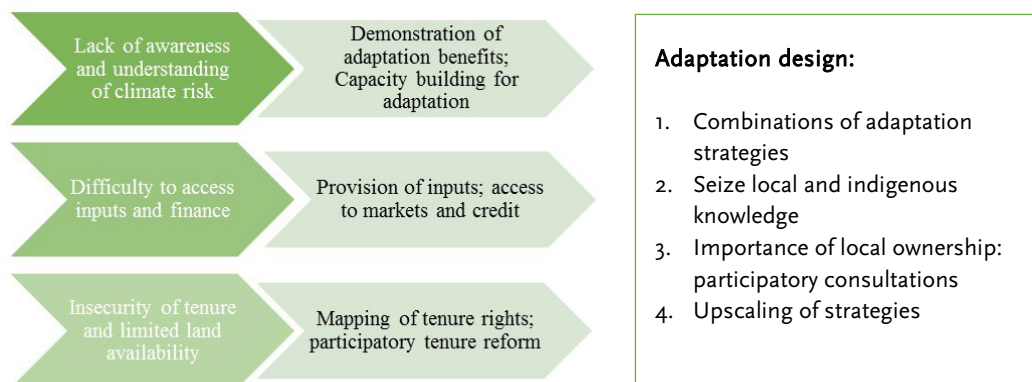 Lack of awareness
and understanding
of climate risk
Demonstration of
adaptation benefits;
Capacity building for
adaptation
Difficulty to access
inputs and finance
Provision of inputs; access
to markets and credit
Insecurity of tenure
and limited land
availability
Mapping of tenure rights;
participatory tenure reform
Adaptation design:
1. Combinations of adaptation
strategies
2. Seize local and indigenous
knowledge
3. Importance of local ownership:
participatory consultations
4. Upscaling of strategies